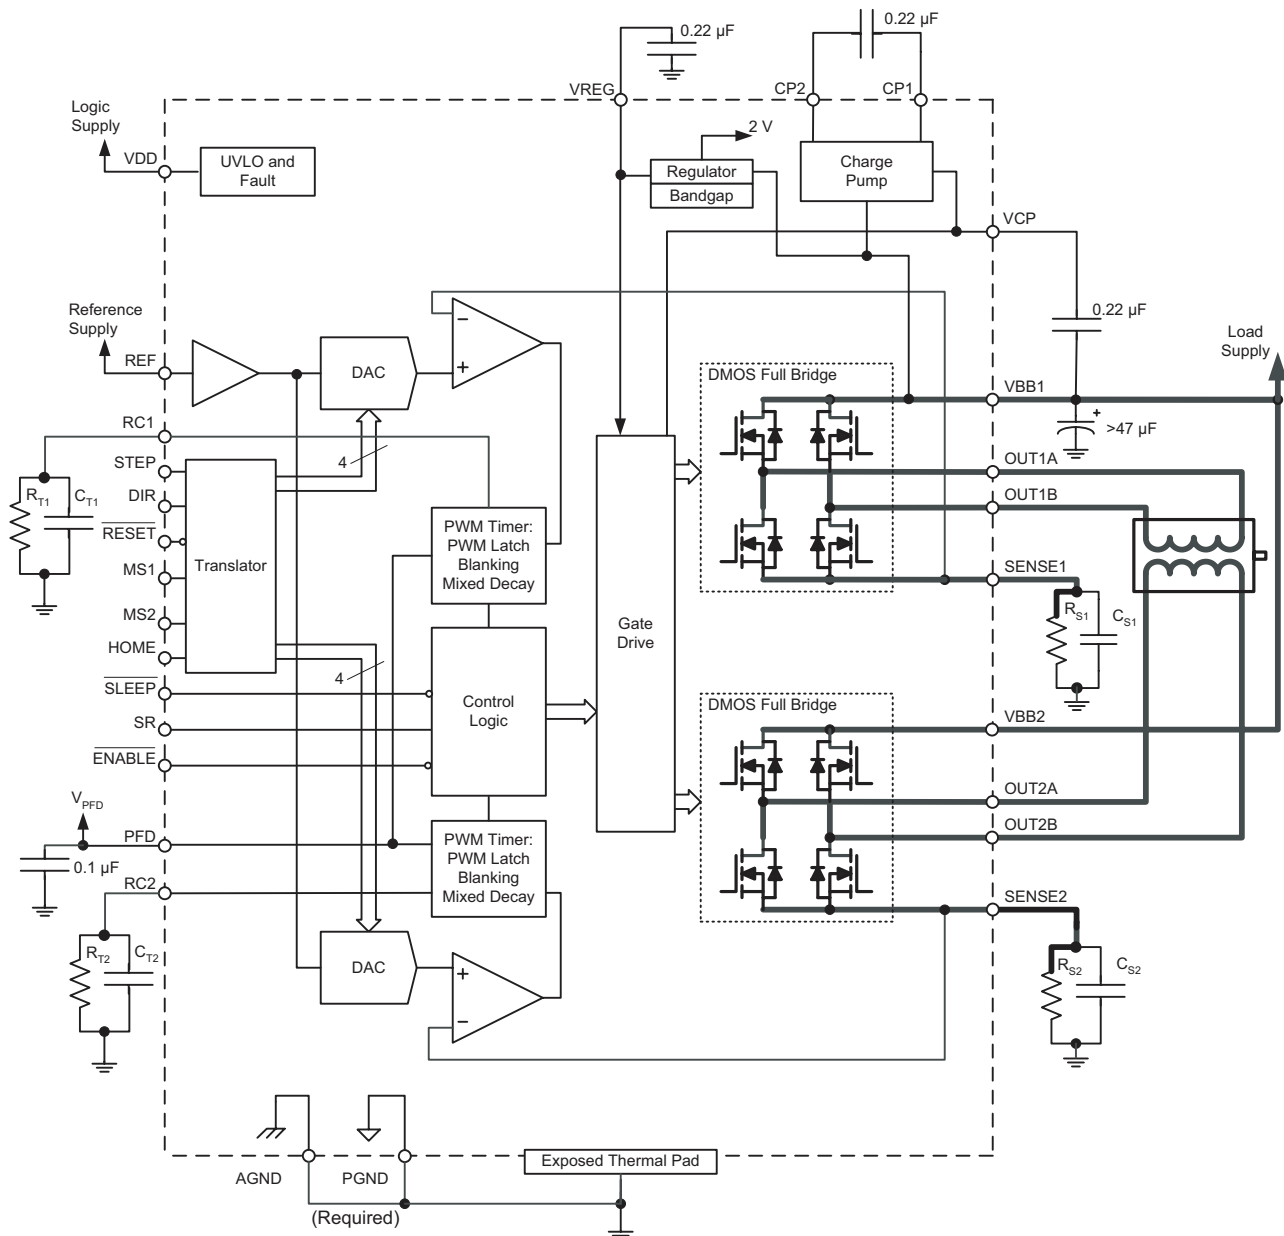 0.22 µF
0.22 µF
VREG
CP2
CP1
Logic
Supply
VDD
UVLO and
Fault
2 V
Regulator
Bandgap
Charge
Pump
VCP
Reference
Supply
REF
DAC
−
+
0.22 µF
Load
Supply
DMOS Full Bridge
VBB1
+
>47 µF
RC1
4
STEP
DIR
RESET
MS1
MS2
HOME
Translator
RT1
CT1
OUT1A
OUT1B
PWM Timer:
PWM Latch
Blanking
Mixed Decay
SENSE1
RS1
CS1
Gate
Drive
4
SLEEP
SR
ENABLE
Control
Logic
DMOS Full Bridge
VBB2
OUT2A
OUT2B
VPFD
PFD
0.1 µF
RC2
PWM Timer:
PWM Latch
Blanking
Mixed Decay
SENSE2
RT2
CT2
DAC
+
−
RS2
CS2
AGND
PGND
Exposed Thermal Pad
(Required)